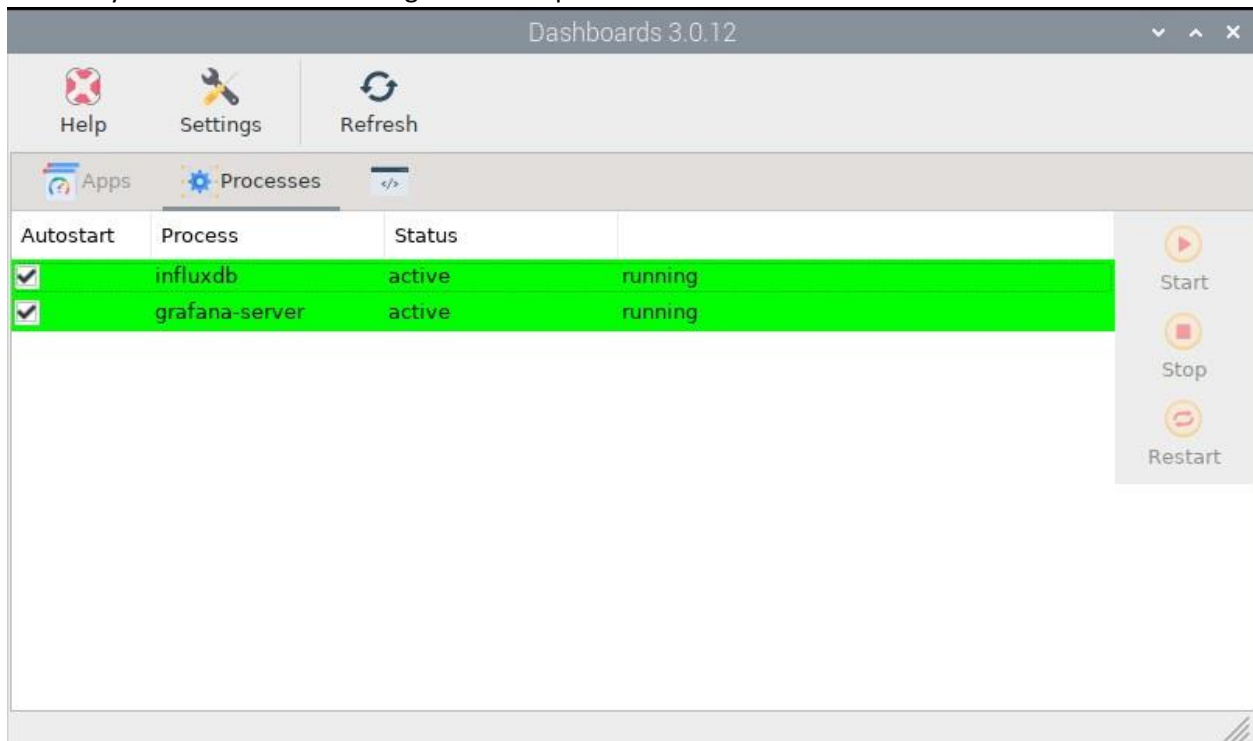 Dashboards 3.0.12
Help Settings Refresh
Apps Processes </>
Autostart Process Status
influxdb active running
grafana-server active running
Start
Stop
Restart